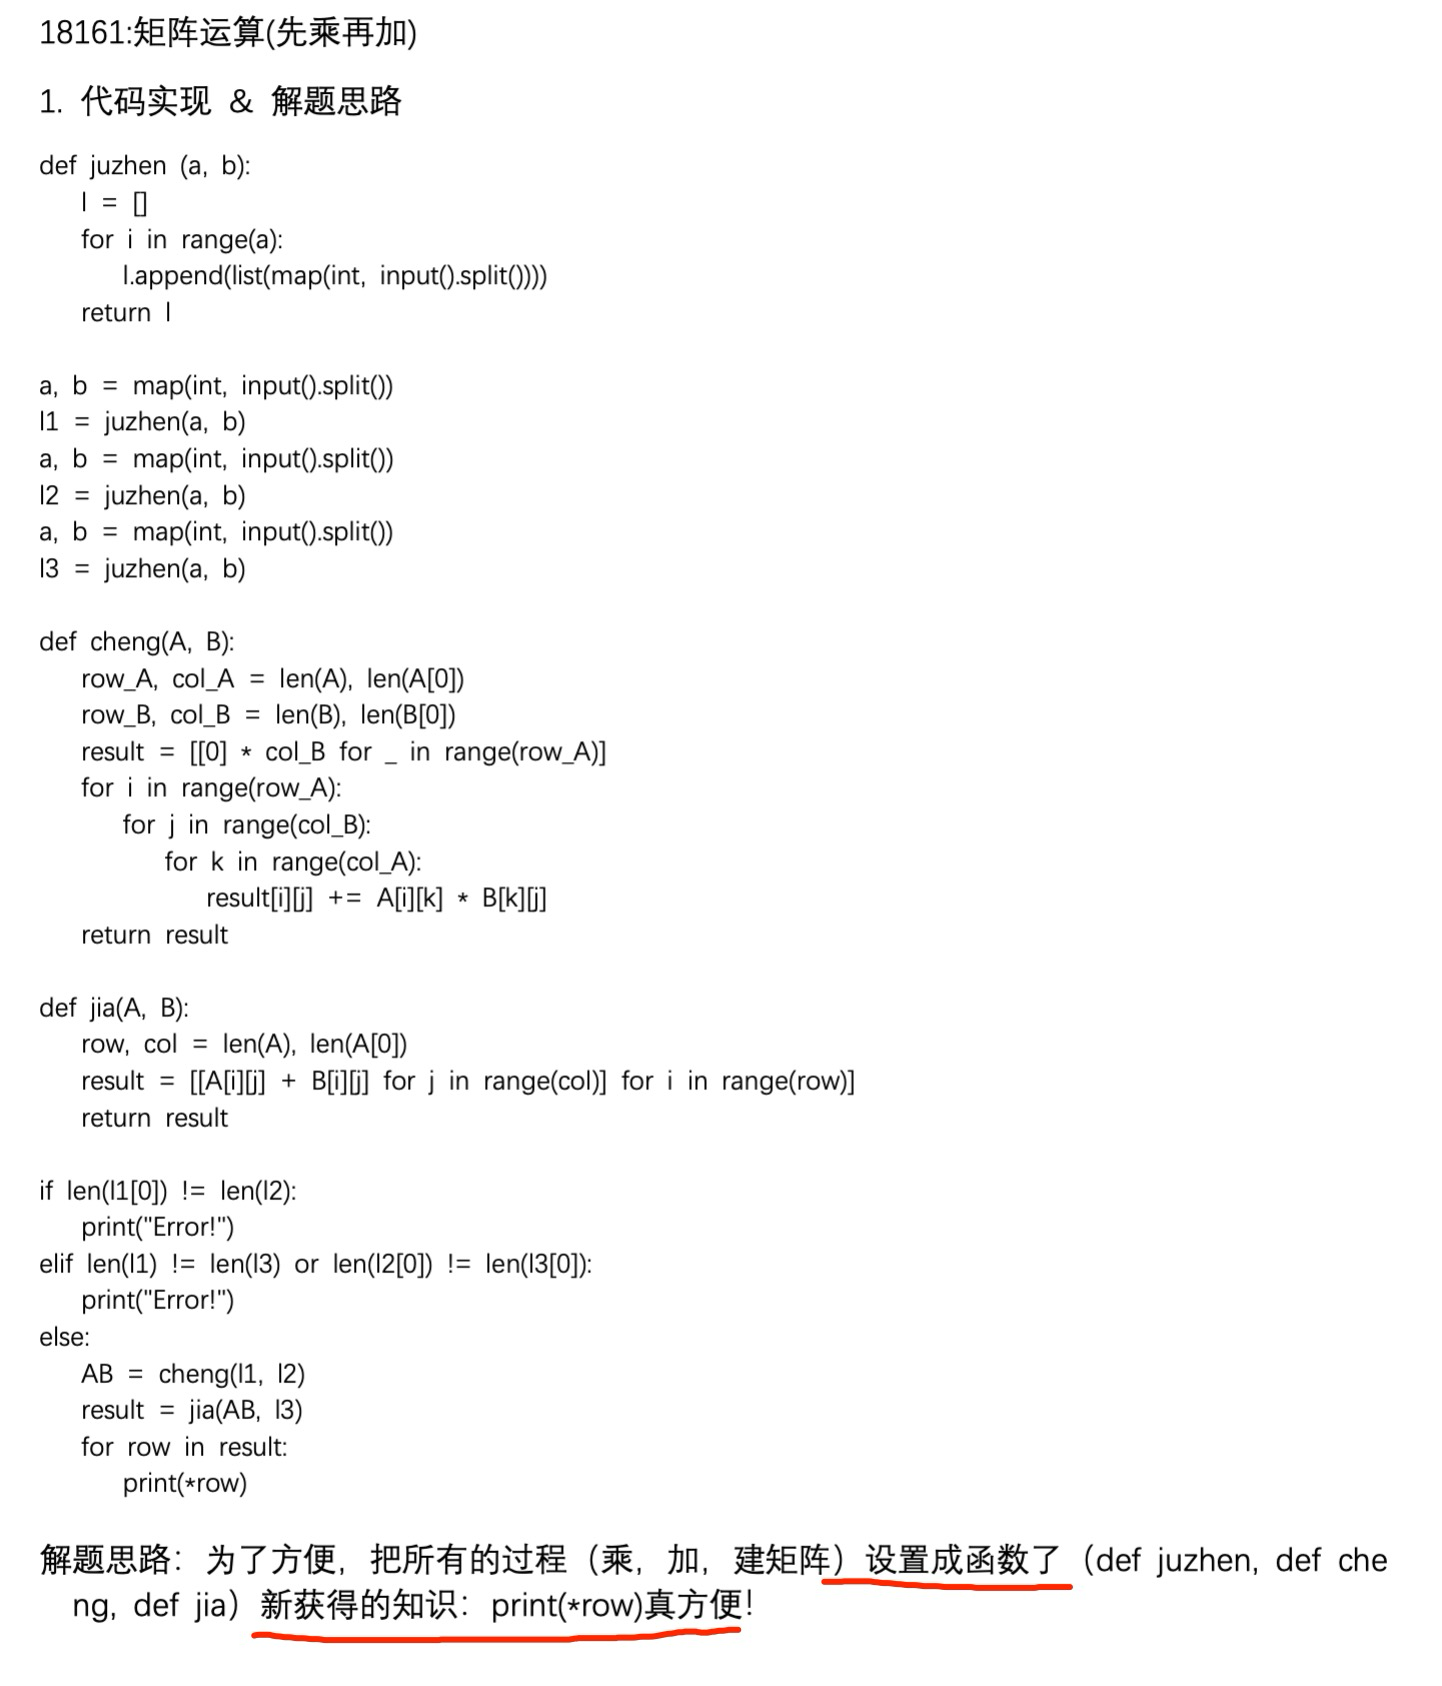 18161:矩阵运算(先乘再加)
1. 代码实现 & 解题思路
def juzhen (a, b):
    l = []
    for i in range(a):
        l.append(list(map(int, input().split())))
    return l
a, b = map(int, input().split())
l1 = juzhen(a, b)
a, b = map(int, input().split())
l2 = juzhen(a, b)
a, b = map(int, input().split())
l3 = juzhen(a, b)
def cheng(A, B):
    row_A, col_A = len(A), len(A[0])
    row_B, col_B = len(B), len(B[0])
    result = [[0] * col_B for _ in range(row_A)]
    for i in range(row_A):
        for j in range(col_B):
            for k in range(col_A):
                result[i][j] += A[i][k] * B[k][j]
    return result
def jia(A, B):
    row, col = len(A), len(A[0])
    result = [[A[i][j] + B[i][j] for j in range(col)] for i in range(row)]
    return result
if len(l1[0]) != len(l2):
    print("Error!")
elif len(l1) != len(l3) or len(l2[0]) != len(l3[0]):
    print("Error!")
else:
    AB = cheng(l1, l2)
    result = jia(AB, l3)
    for row in result:
        print(*row)
解题思路：为了方便，把所有的过程（乘，加，建矩阵）设置成函数了（def juzhen, def che
ng, def jia）新获得的知识：print(*row)真方便！